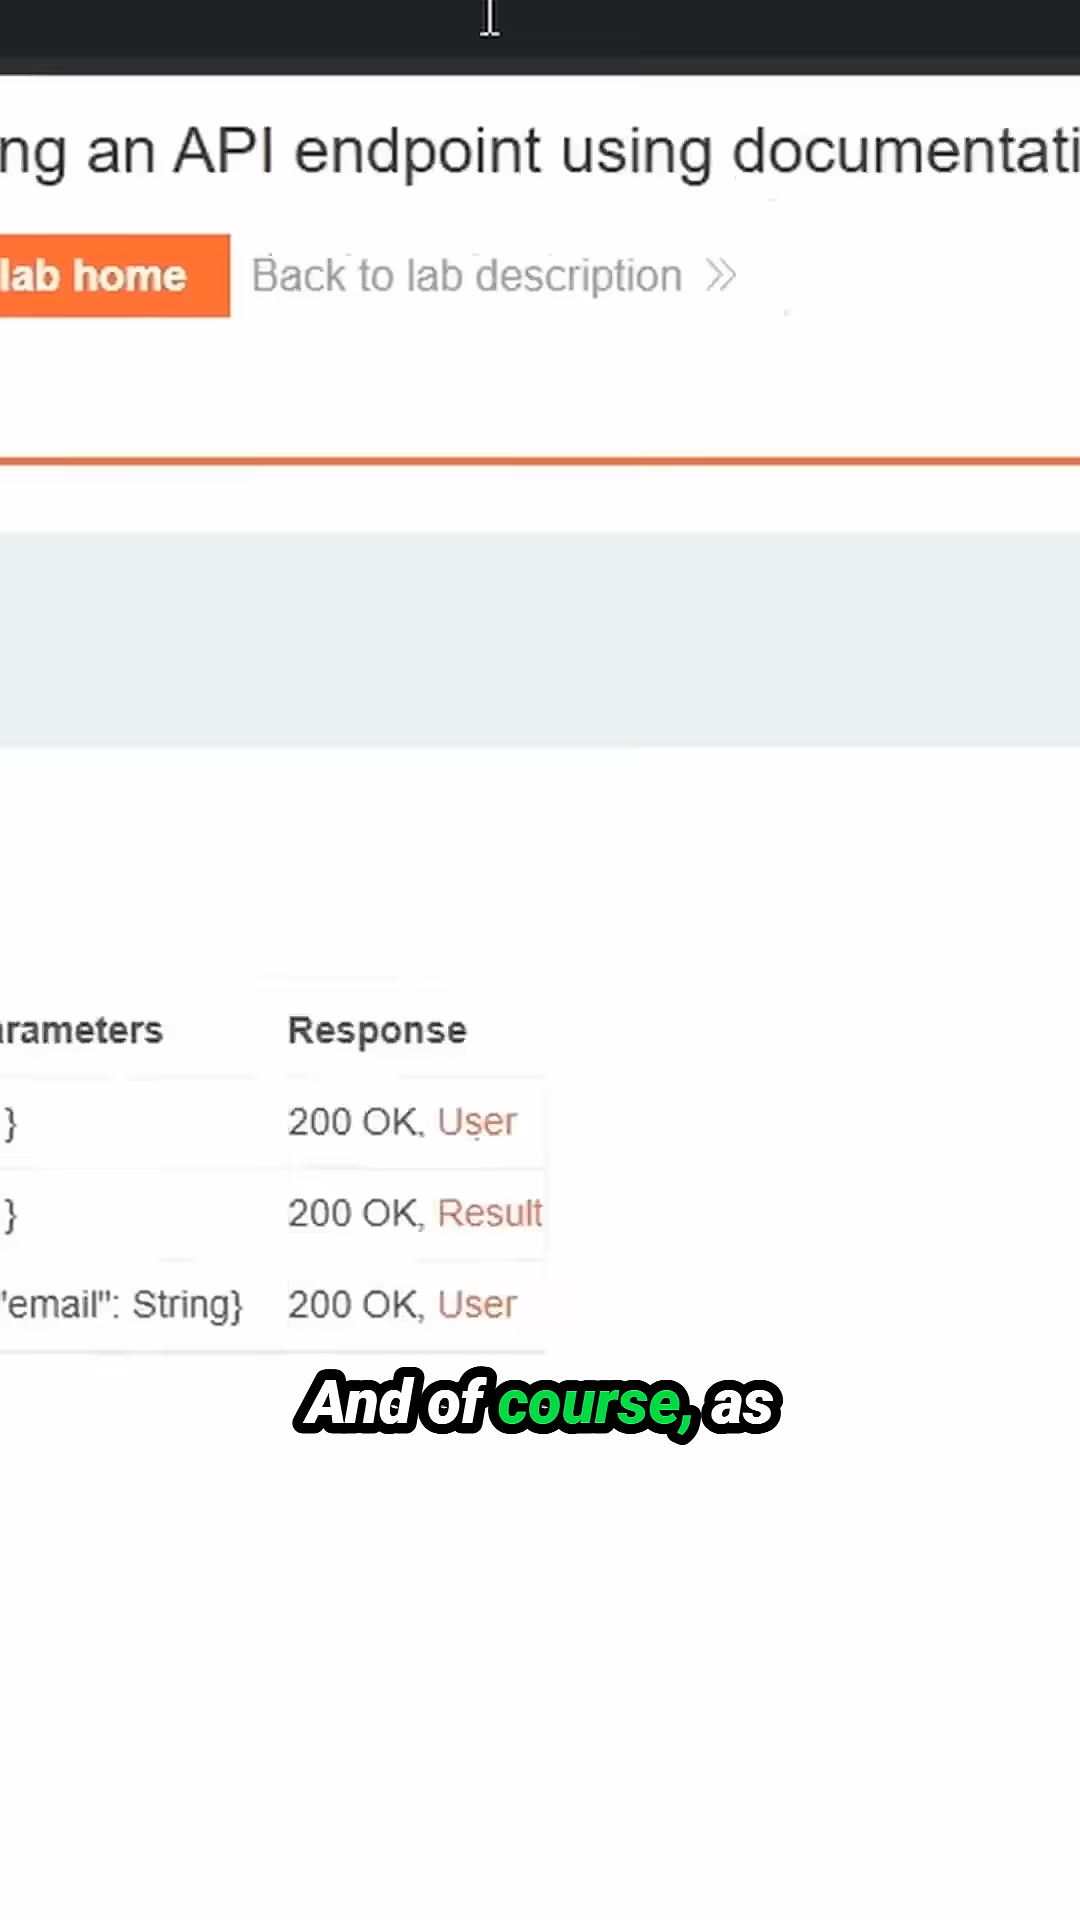 ng an API endpoint using documentati
lab home
Back to lab description >>
arameters Response
} 200 OK, User
} 200 OK, Result
"email": String} 200 OK, User
And of course, as